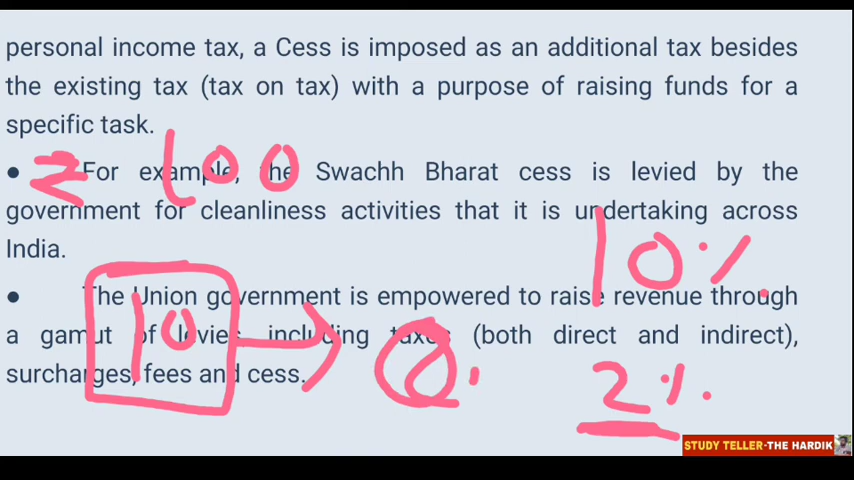 personal income tax, a Cess is imposed as an additional tax besides
the existing tax (tax on tax) with a purpose of raising funds for a
specific task.
100
● For example, the Swachh Bharat cess is levied by the
government for cleanliness activities that it is undertaking across
India.
10%.
● The Union government is empowered to raise revenue through
10
a gamut of levies, including taxes (both direct and indirect),
surcharges, fees and cess.
2%.
STUDY TELLER-THE HARDIK